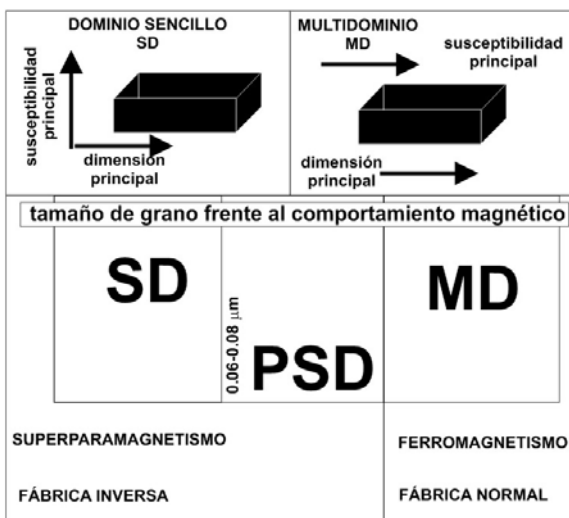 DOMINIO SENCILLO
SD
susceptibilidad
principal
dimensión
principal
MULTIDOMINIO
MD
susceptibilidad
principal
dimensión
principal
tamaño de grano frente al comportamiento magnético
SD
0.06-0.08 μm
PSD
MD
SUPERPARAMAGNETISMO
FERROMAGNETISMO
FÁBRICA INVERSA
FÁBRICA NORMAL